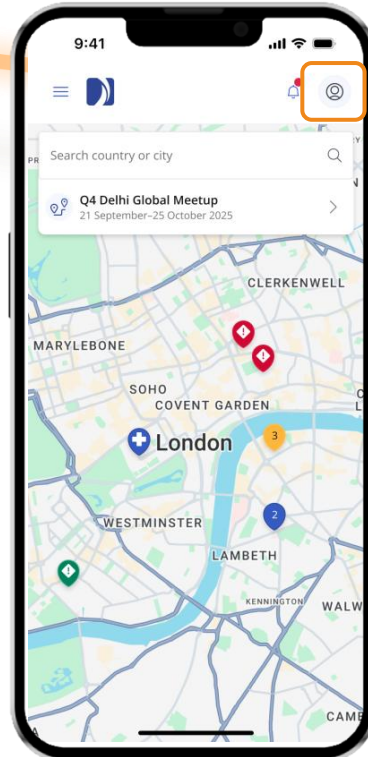 9:41
Search country or city
Q4 Delhi Global Meetup
21 September–25 October 2025
CLERKENWELL
MARYLEBONE
SOHO
COVENT GARDEN
3
London
2
WESTMINSTER
LAMBETH
KENNINGTON
WALW
CAMB